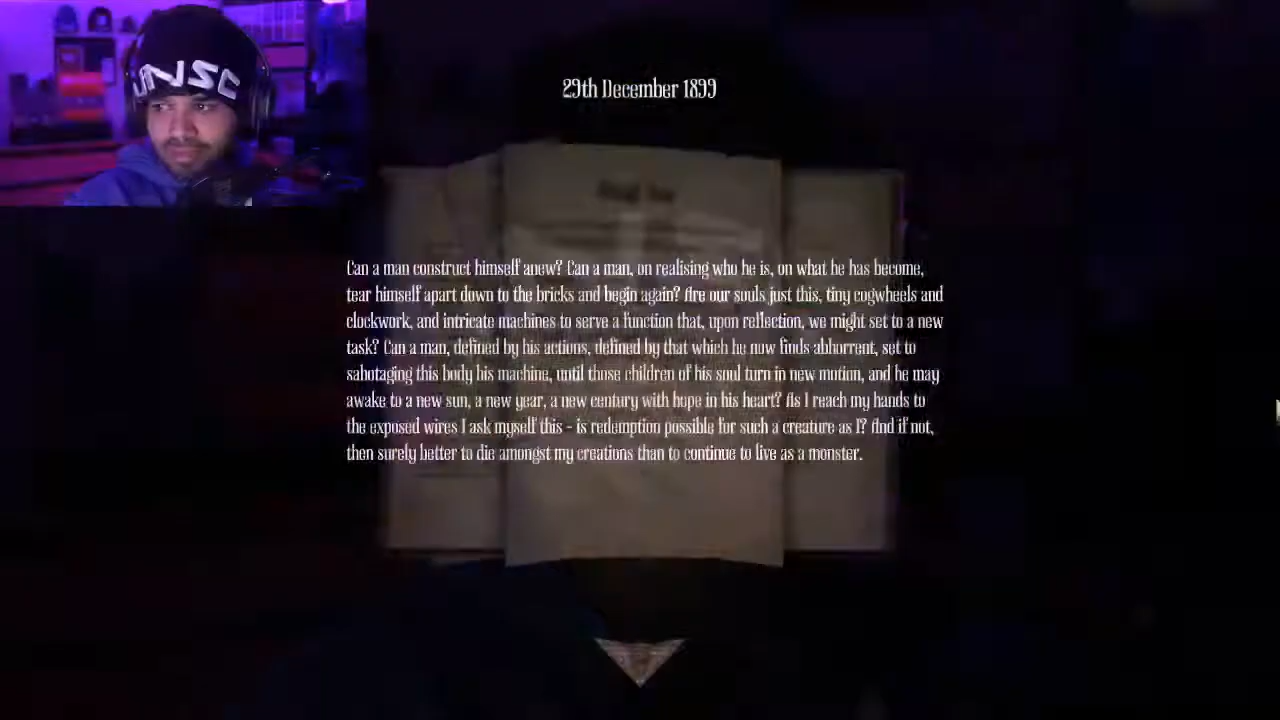 UNSC
29th December 1899
Can a man construct himself anew? Can a man, on realising who he is, on what he has become,
tear himself apart down to the bricks and begin again? Are our souls just this, tiny cogwheels and
clockwork, and intricate machines to serve a function that, upon reflection, we might set to a new
task? Can a man, defined by his actions, defined by that which he now finds abhorrent, set to
sabotaging this body his machine, until those children of his soul turn in new motion, and he may
awake to a new sun, a new year, a new century with hope in his heart? As I reach my hands to
the exposed wires I ask myself this - is redemption possible for such a creature as I? And if not,
then surely better to die amongst my creations than to continue to live as a monster.